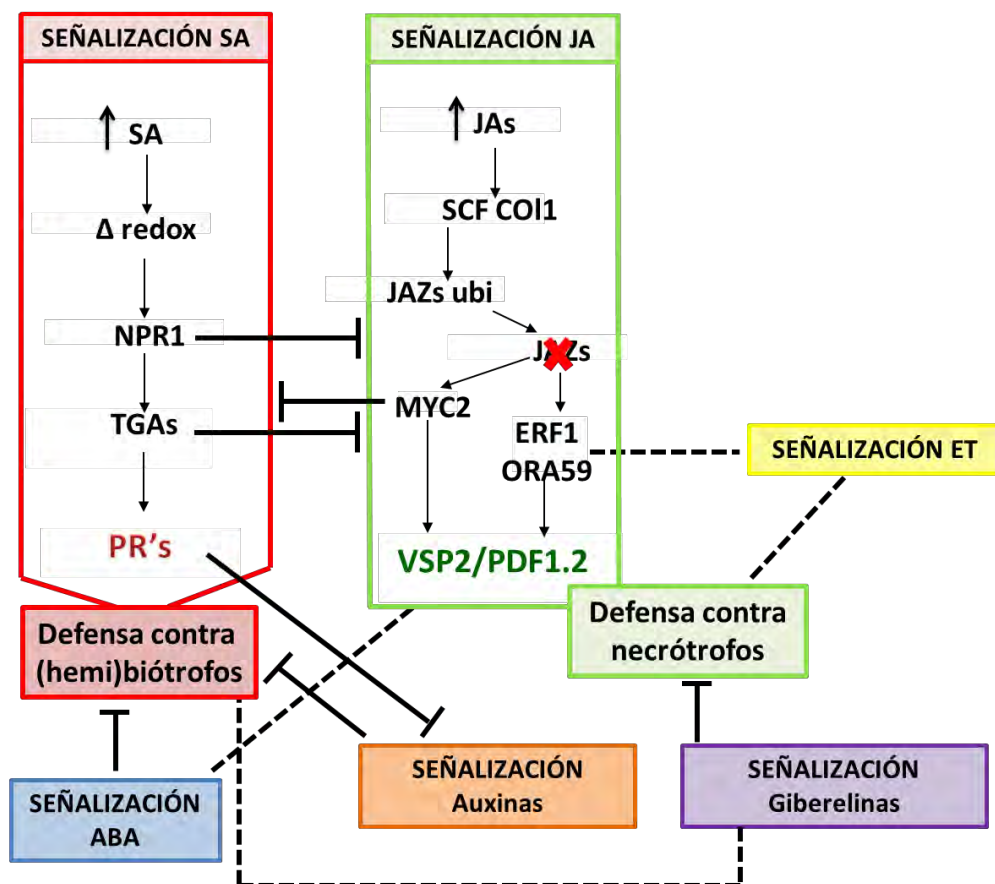 SEÑALIZACIÓN SA
SA
Δ redox
NPR1
TGAs
PR’s
Defensa contra
(hemi)biótrofos
SEÑALIZACIÓN JA
JAs
SCF COl1
JAZs ubi
JAZs
MYC2
ERF1
ORA59
VSP2/PDF1.2
Defensa contra
necrótrofos
SEÑALIZACIÓN ET
SEÑALIZACIÓN
ABA
SEÑALIZACIÓN
Auxinas
SEÑALIZACIÓN
Giberelinas